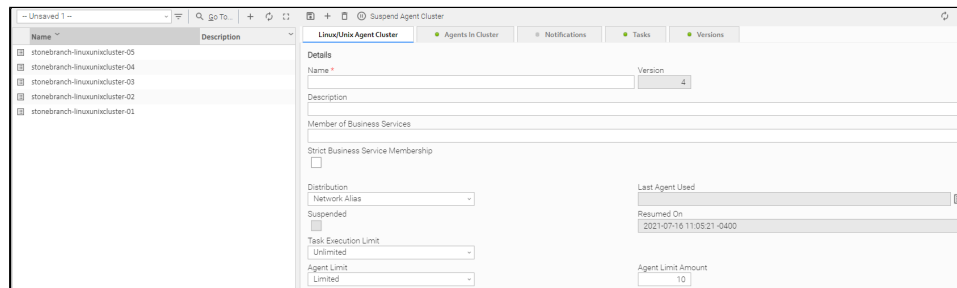 -- Unsaved 1 --
Go To...
Suspend Agent Cluster
Name
Description
stonebranch-linuxunixcluster-05
stonebranch-linuxunixcluster-04
stonebranch-linuxunixcluster-03
stonebranch-linuxunixcluster-02
stonebranch-linuxunixcluster-01
Linux/Unix Agent Cluster
Agents In Cluster
Notifications
Tasks
Versions
Details
Name *
Version
4
Description
Member of Business Services
Strict Business Service Membership
Distribution
Last Agent Used
Network Alias
Suspended
Resumed On
2021-07-16 11:05:21 -0400
Task Execution Limit
Unlimited
Agent Limit
Agent Limit Amount
Limited
10